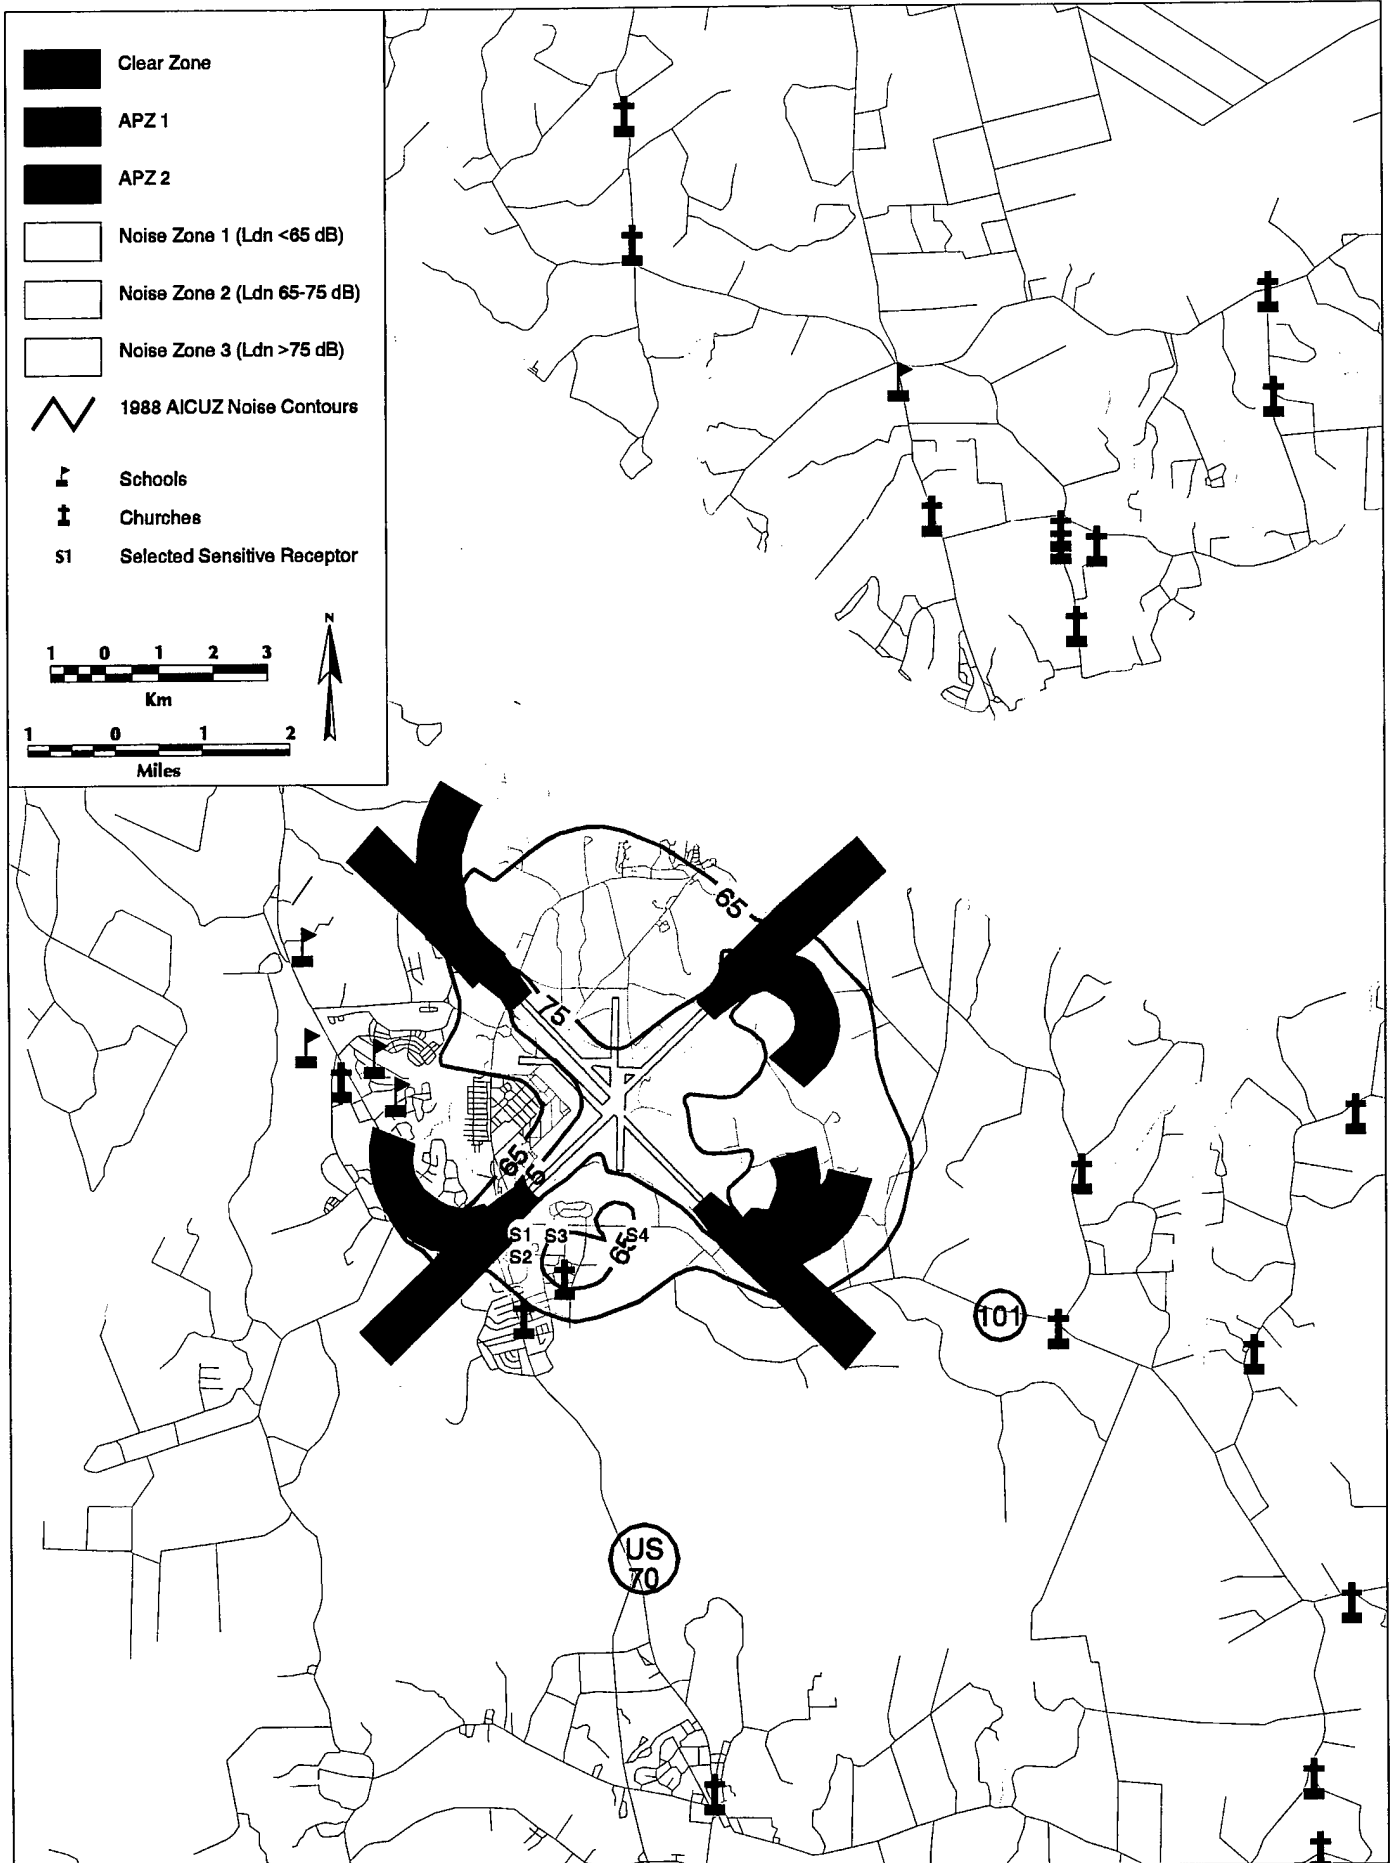 Clear Zone
APZ 1
APZ 2
Noise Zone 1 (Ldn <65 dB)
Noise Zone 2 (Ldn 65-75 dB)
Noise Zone 3 (Ldn >75 dB)
1988 AICUZ Noise Contours
Schools
Churches
S1 Selected Sensitive Receptor
N
1 0 1 2 3
Km
1 0 1 2
Miles
65
75
65
S1 S3 S4
S2
65
101
US
70